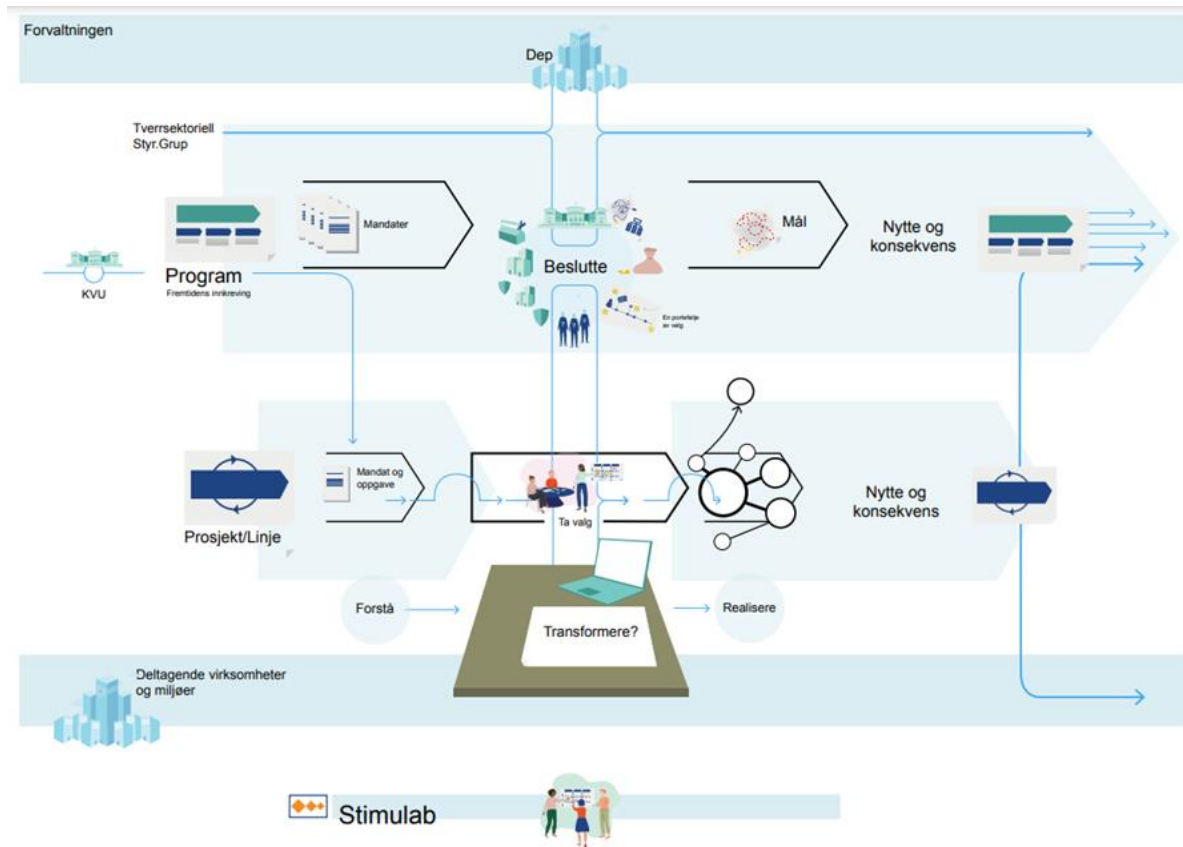 Forvaltningen
Dep
Tverrsektoriell
Styr.Grup
Mandater
Mål
Nytte og
konsekvens
KVU
Program
Fremtidens innkreving
Beslutte
En portefølje
av valg
Mandat og
oppgave
Ta valg
Nytte og
konsekvens
Prosjekt/Linje
Forstå
Transformere?
Realisere
Deltagende virksomheter
og miljøer
Stimulab